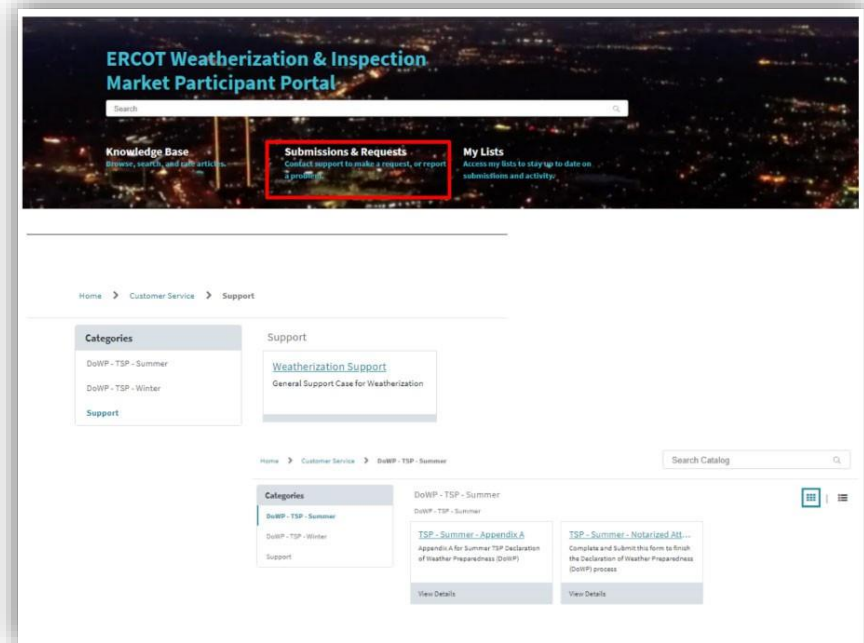 ERCOT Weatherization & Inspection
Market Participant Portal
Search
Knowledge Base
Browse, search, and rate articles.
Submissions & Requests
Contact support to make a request, or report
a problem.
My Lists
Access my lists to stay up to date on
submissions and activity.
Home > Customer Service > Support
Categories
DoWP - TSP - Summer
DoWP - TSP - Winter
Support
Support
Weatherization Support
General Support Case for Weatherization
Home > Customer Service > DoWP - TSP - Summer
Search Catalog
Categories
DoWP - TSP - Summer
DoWP - TSP - Winter
Support
DoWP - TSP - Summer
DoWP - TSP - Summer
TSP - Summer - Appendix A
Appendix A for Summer TSP Declaration
of Weather Preparedness (DoWP)
View Details
TSP - Summer - Notarized Att...
Complete and Submit this form to finish
the Declaration of Weather Preparedness
(DoWP) process
View Details